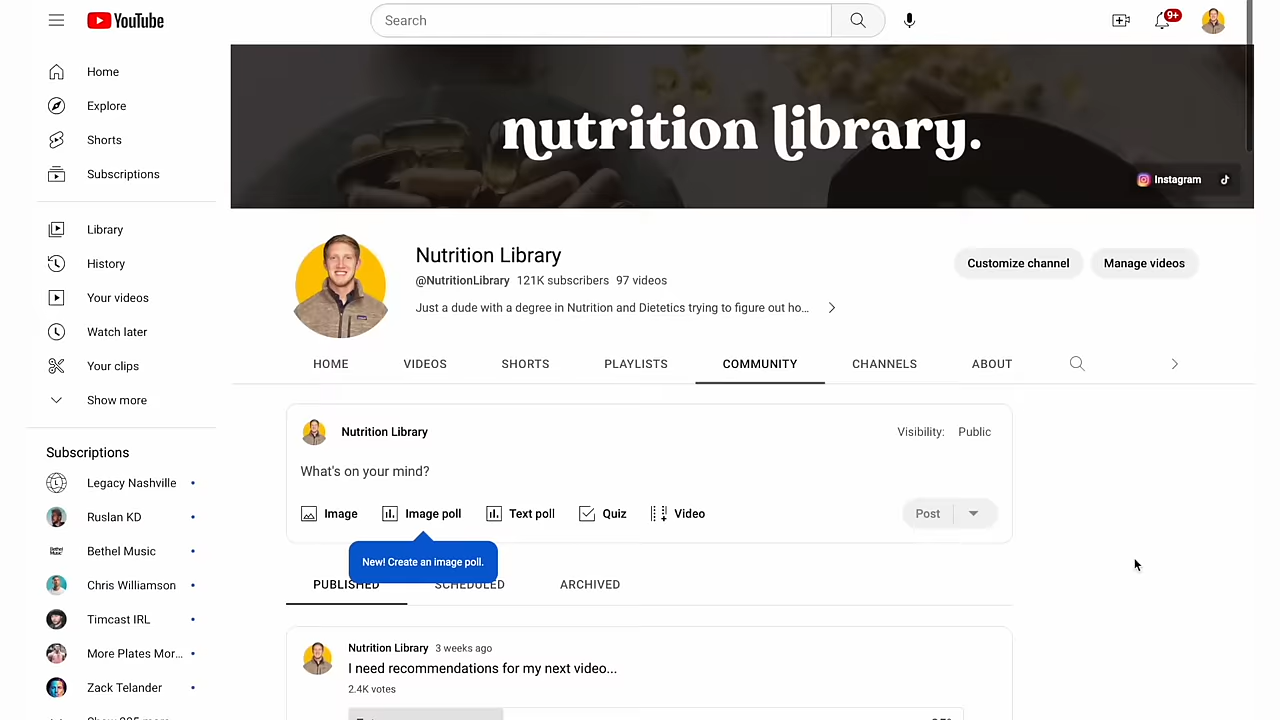 YouTube
Search
9+
Home
Explore
Shorts
Subscriptions
Library
History
Your videos
Watch later
Your clips
Show more
Subscriptions
Legacy Nashville
Ruslan KD
Bethel Music
Chris Williamson
Timcast IRL
More Plates Mor...
Zack Telander
nutrition library.
Instagram
Nutrition Library
@NutritionLibrary 121K subscribers 97 videos
Just a dude with a degree in Nutrition and Dietetics trying to figure out ho...
Customize channel
Manage videos
HOME VIDEOS SHORTS PLAYLISTS COMMUNITY CHANNELS ABOUT
Nutrition Library
Visibility: Public
What's on your mind?
Image Image poll Text poll Quiz Video
Post
New! Create an image poll.
PUBLISHED SCHEDULED ARCHIVED
Nutrition Library 3 weeks ago
I need recommendations for my next video...
2.4K votes